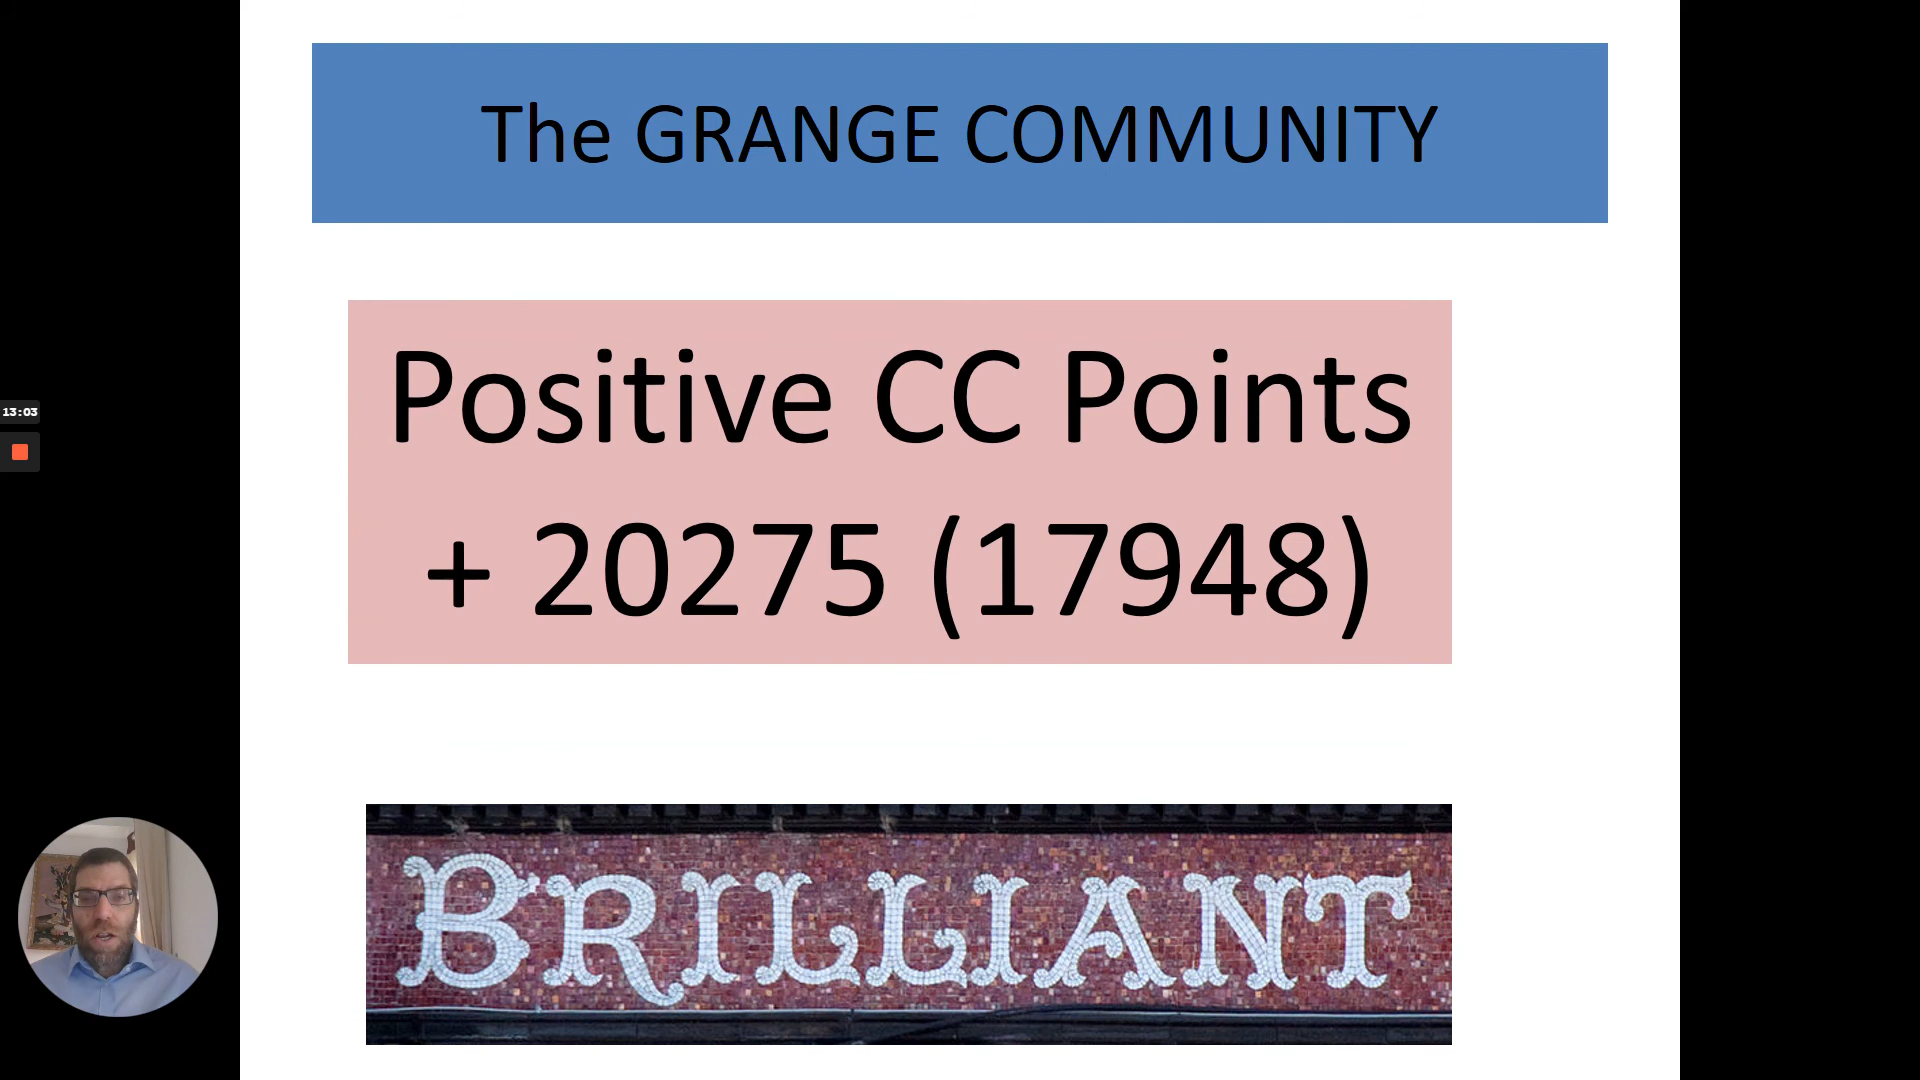 The GRANGE COMMUNITY
Positive CC Points
+ 20275 (17948)
13:03
BRILLIANT